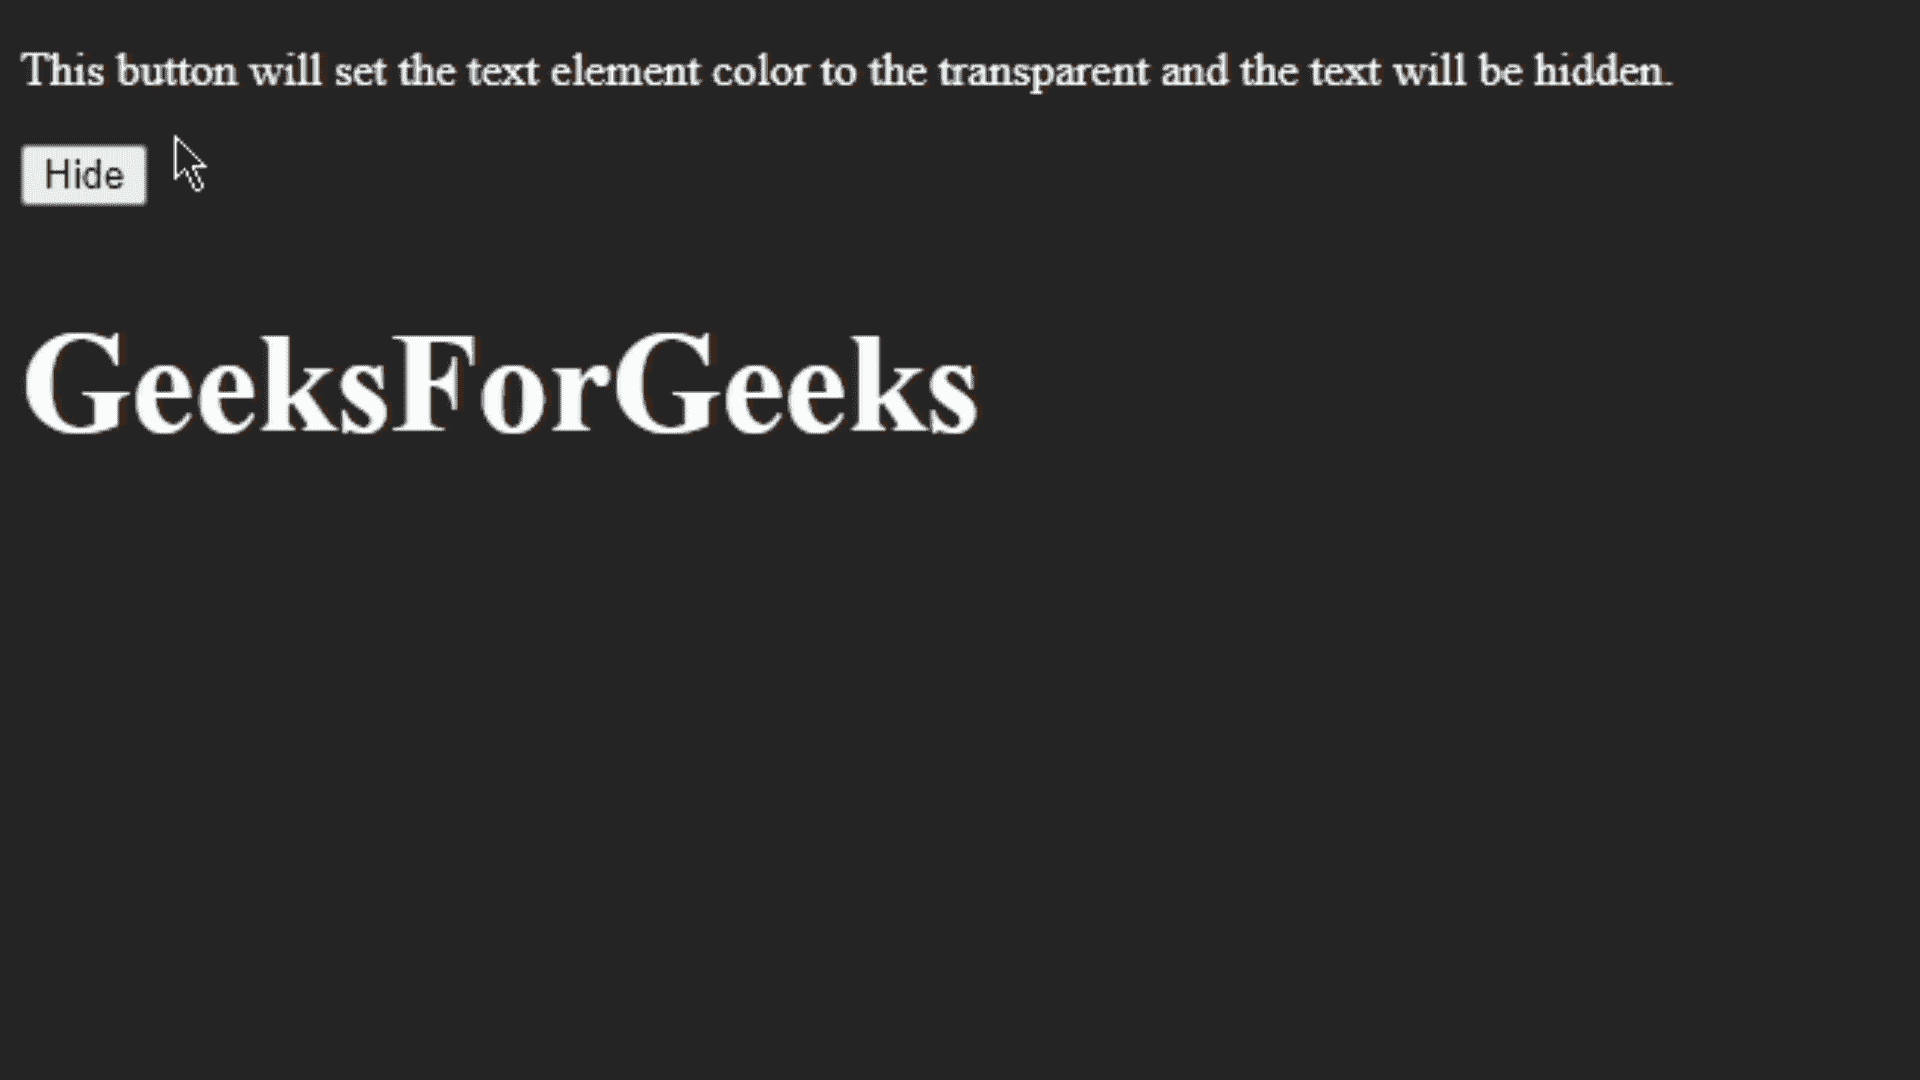 This button will set the text element color to the transparent and the text will be hidden.
Hide
GeeksForGeeks